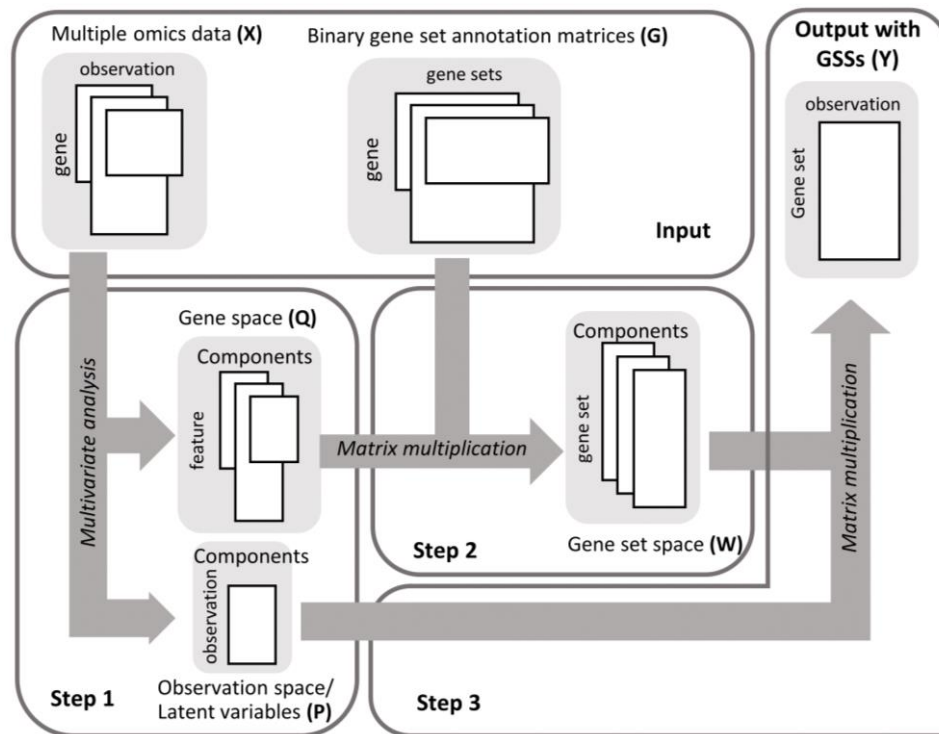 Multiple omics data (X)
observation
gene
Binary gene set annotation matrices (G)
gene sets
gene
Input
Output with
GSSs (Y)
observation
Gene set
Multivariate analysis
Gene space (Q)
Components
feature
Matrix multiplication
Components
gene set
Gene set space (W)
Step 2
Matrix multiplication
Components
observation
Observation space/
Latent variables (P)
Step 1
Step 3